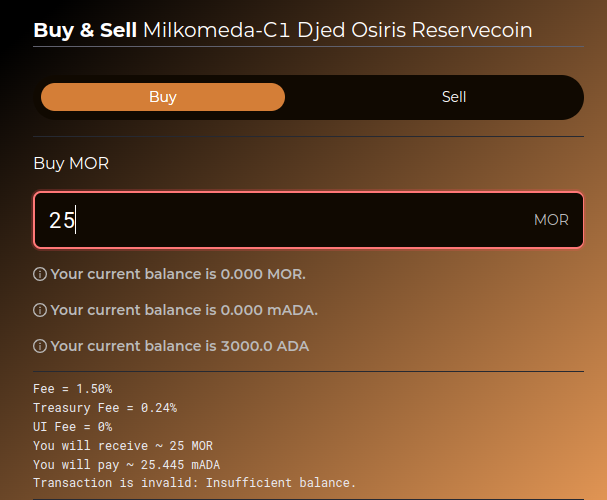 Buy & Sell Milkomeda-C1 Djed Osiris Reservecoin
Buy Sell
Buy MOR
25 MOR
Your current balance is 0.000 MOR.
Your current balance is 0.000 mADA.
Your current balance is 3000.0 ADA
Fee = 1.50%
Treasury Fee = 0.24%
UI Fee = 0%
You will receive ~ 25 MOR
You will pay ~ 25.445 mADA
Transaction is invalid: Insufficient balance.